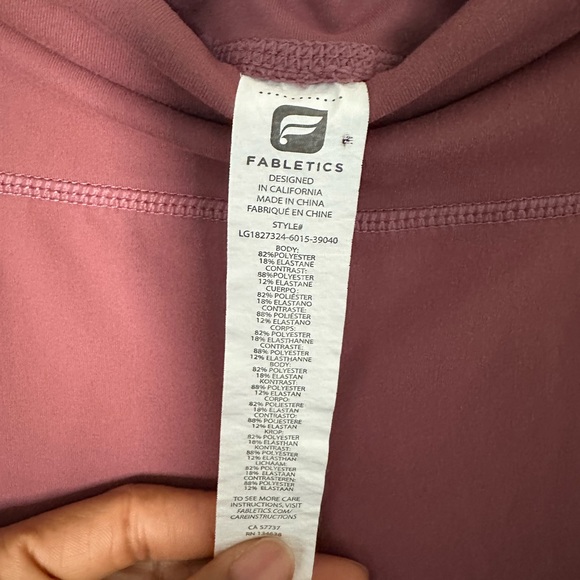 FABLETICS
DESIGNED
IN CALIFORNIA
MADE IN CHINA
FABRIQUÉ EN CHINE
STYLE#
LG1827324-6015-39040
BODY:
82%POLYESTER
18% ELASTANE
CONTRAST:
88%POLYESTER
12% ELASTANE
CUERPO:
82% POLIÉSTER
18% ELASTANO
CONTRASTE:
88% POLIÉSTER
12% ELASTANO
CORPS:
82% POLYESTER
18% ELASTHANNE
CONTRASTE:
88% POLYESTER
12% ELASTHANNE
BODY:
82% POLYESTER
18% ELASTAN
KONTRAST:
88% POLYESTER
12% ELASTAN
CORPO:
82% POLIESTERE
18% ELASTAN
CONTRASTO:
88% POLIESTERE
12% ELASTAN
KROP:
82% POLYESTER
18% ELASTHAN
KONTRAST:
88% POLYESTER
12% ELASTHAN
LICHAAM:
82% POLYESTER
18% ELASTAAN
CONTRASTEREN:
88% POLYESTER
12% ELASTAAN
TO SEE MORE CARE
INSTRUCTIONS, VISIT
FABLETICS.COM/
CAREINSTRUCTIONS
CA 57737
RN 134638